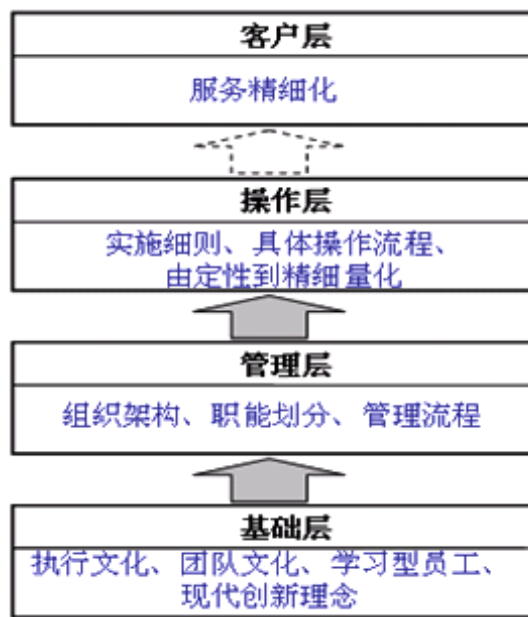 客户层
服务精细化
操作层
实施细则、具体操作流程、
由定性到精细量化
管理层
组织架构、职能划分、管理流程
基础层
执行文化、团队文化、学习型员工、
现代创新理念